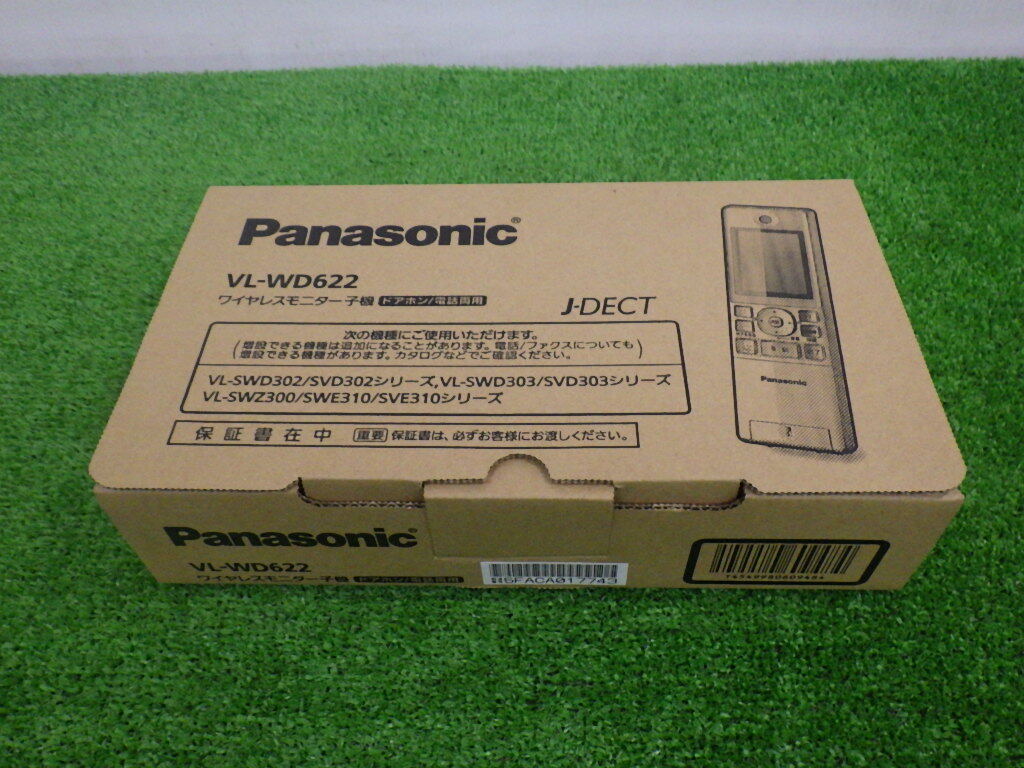 Panasonic®
VL-WD622
ワイヤレスモニター子機 ドアホン/電話両用
J-DECT
次の機種にご使用いただけます。
(増設できる機種は追加になることがあります。電話/ファクスについても
増設できる機種があります。カタログなどでご確認ください。)
VL-SWD302/SVD302シリーズ,VL-SWD303/SVD303シリーズ
VL-SWZ300/SWE310/SVE310シリーズ
保証書在中 重要 保証書は、必ずお客様にお渡しください。
Panasonic
Panasonic®
VL-WD622
ワイヤレスモニター子機 ドアホン/電話両用
5FACA017743